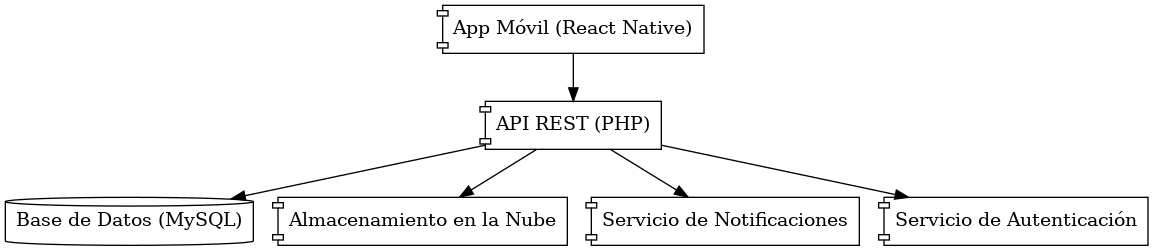 App Móvil (React Native)
API REST (PHP)
Base de Datos (MySQL)
Almacenamiento en la Nube
Servicio de Notificaciones
Servicio de Autenticación